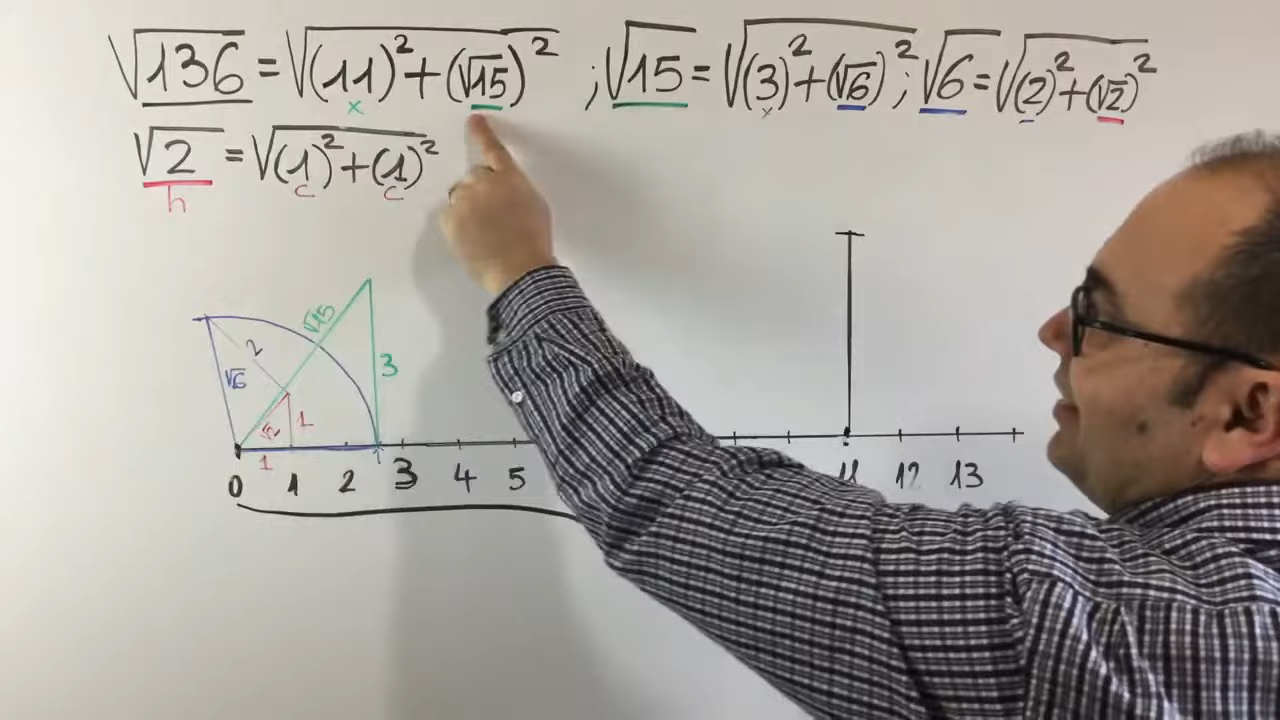 √136 = √(11)² + (√15)² ; √15 = √(3)² + (√6)² ; √6 = √(2)² + (√2)²
x x
√2 = √(1)² + (1)²
h c c
√15
2
3
√6
√2 1
1
0 1 2 3 4 5 11 12 13